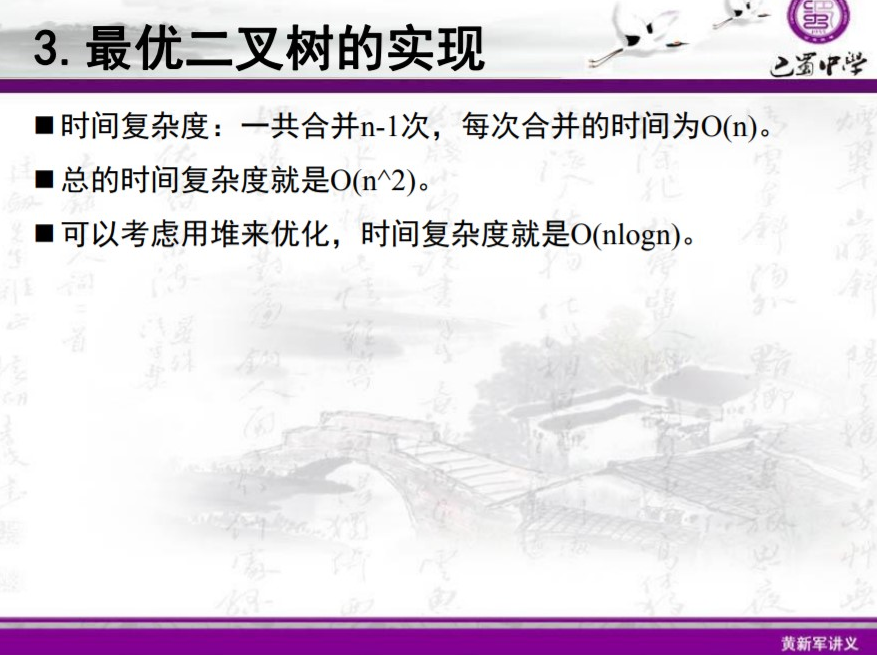 3.最优二叉树的实现
巴蜀中学
■时间复杂度：一共合并n-1次，每次合并的时间为O(n)。
■总的时间复杂度就是O(n^2)。
■可以考虑用堆来优化，时间复杂度就是O(nlogn)。
黄新军讲义